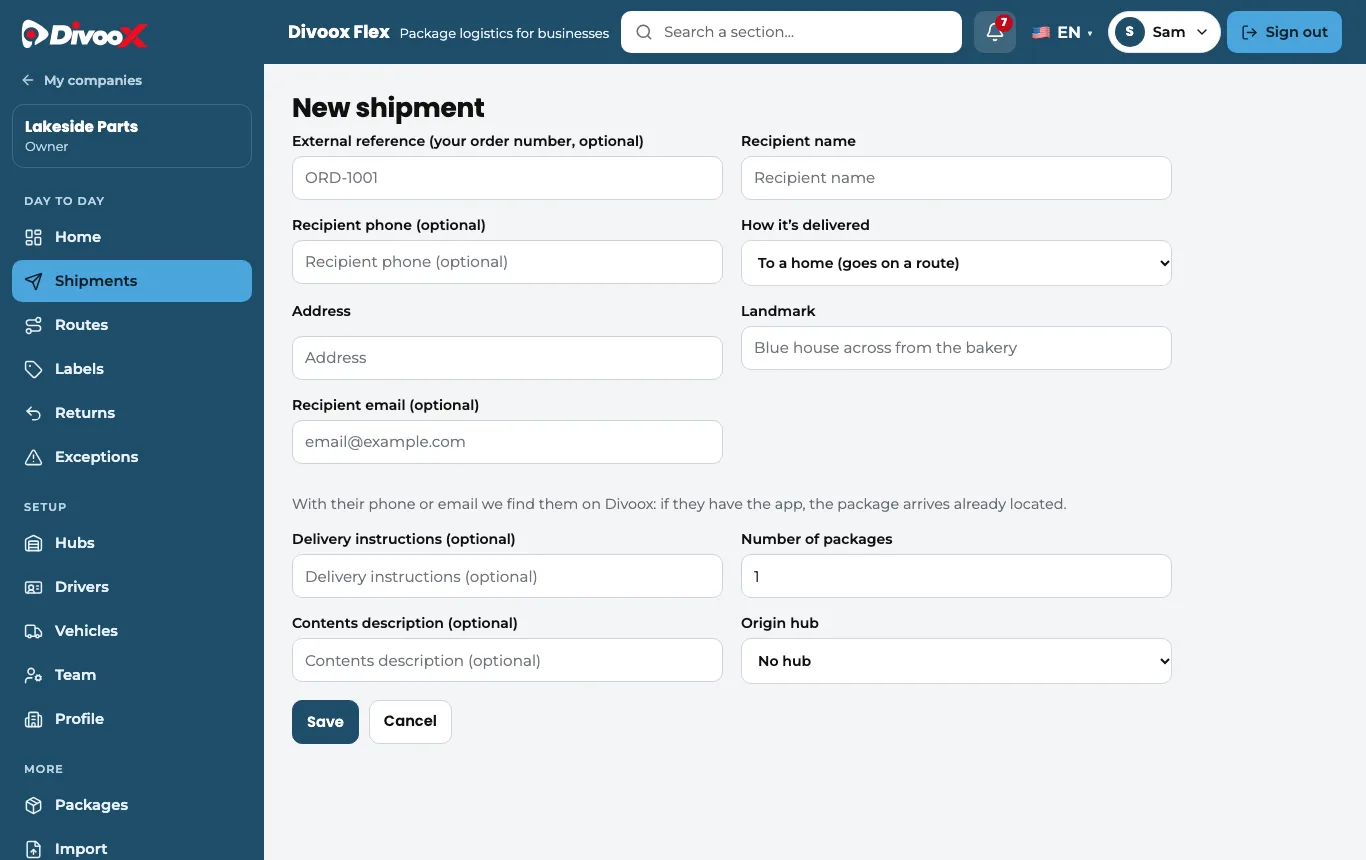 DivooX
Divoox Flex Package logistics for businesses
Search a section...
7
EN
S Sam
Sign out
My companies
Lakeside Parts
Owner
DAY TO DAY
Home
Shipments
Routes
Labels
Returns
Exceptions
SETUP
Hubs
Drivers
Vehicles
Team
Profile
MORE
Packages
Import
New shipment
External reference (your order number, optional)
ORD-1001
Recipient name
Recipient name
Recipient phone (optional)
Recipient phone (optional)
How it’s delivered
To a home (goes on a route)
Address
Address
Landmark
Blue house across from the bakery
Recipient email (optional)
email@example.com
With their phone or email we find them on Divoox: if they have the app, the package arrives already located.
Delivery instructions (optional)
Delivery instructions (optional)
Number of packages
1
Contents description (optional)
Contents description (optional)
Origin hub
No hub
Save
Cancel